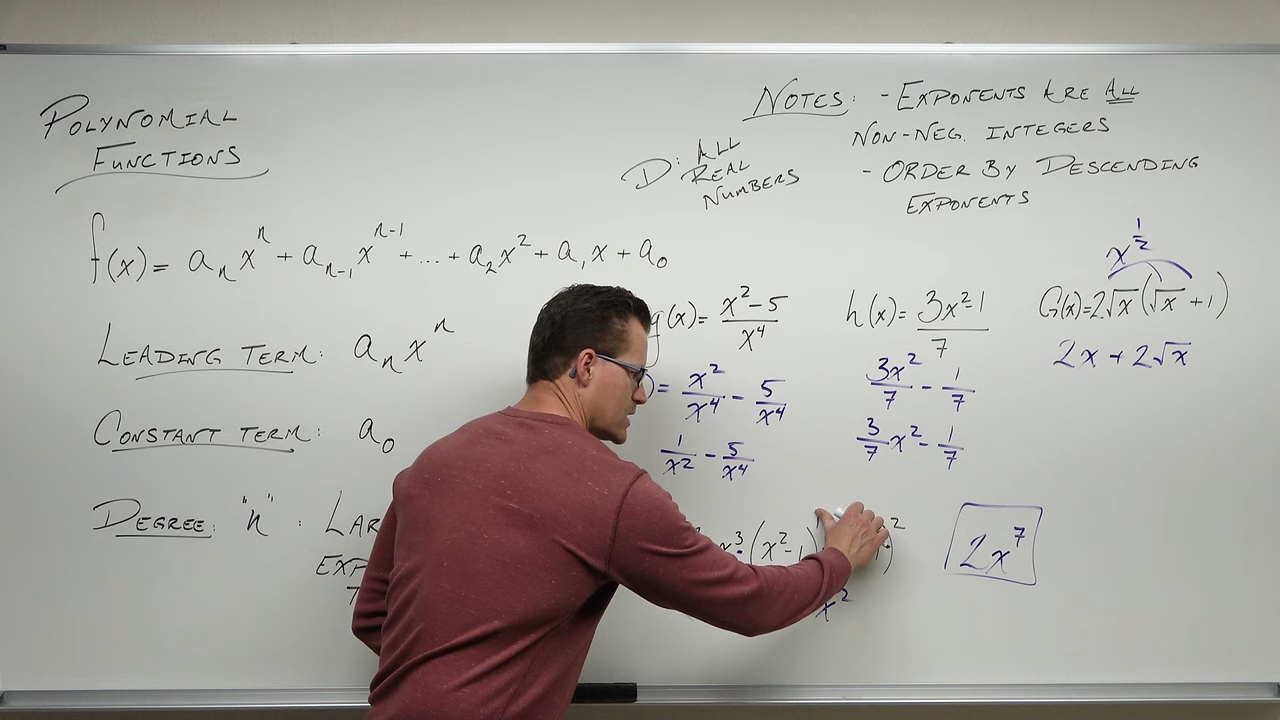 POLYNOMIAL
FUNCTIONS
NOTES: - EXPONENTS ARE ALL
NON-NEG. INTEGERS
- ORDER BY DESCENDING
EXPONENTS
D: ALL
REAL
NUMBERS
f(x) = aₙxⁿ + aₙ₋₁xⁿ⁻¹ + ... + a₂x² + a₁x + a₀
LEADING TERM: aₙxⁿ
CONSTANT TERM: a₀
DEGREE: "n" :
g(x) = (x²-5)/x⁴
= x²/x⁴ - 5/x⁴
1/x² - 5/x⁴
h(x) = (3x²-1)/7
3x²/7 - 1/7
3/7 x² - 1/7
x^(1/2)
G(x) = 2√x(√x + 1)
2x + 2√x
x³(x²-1)
x²
2x⁷